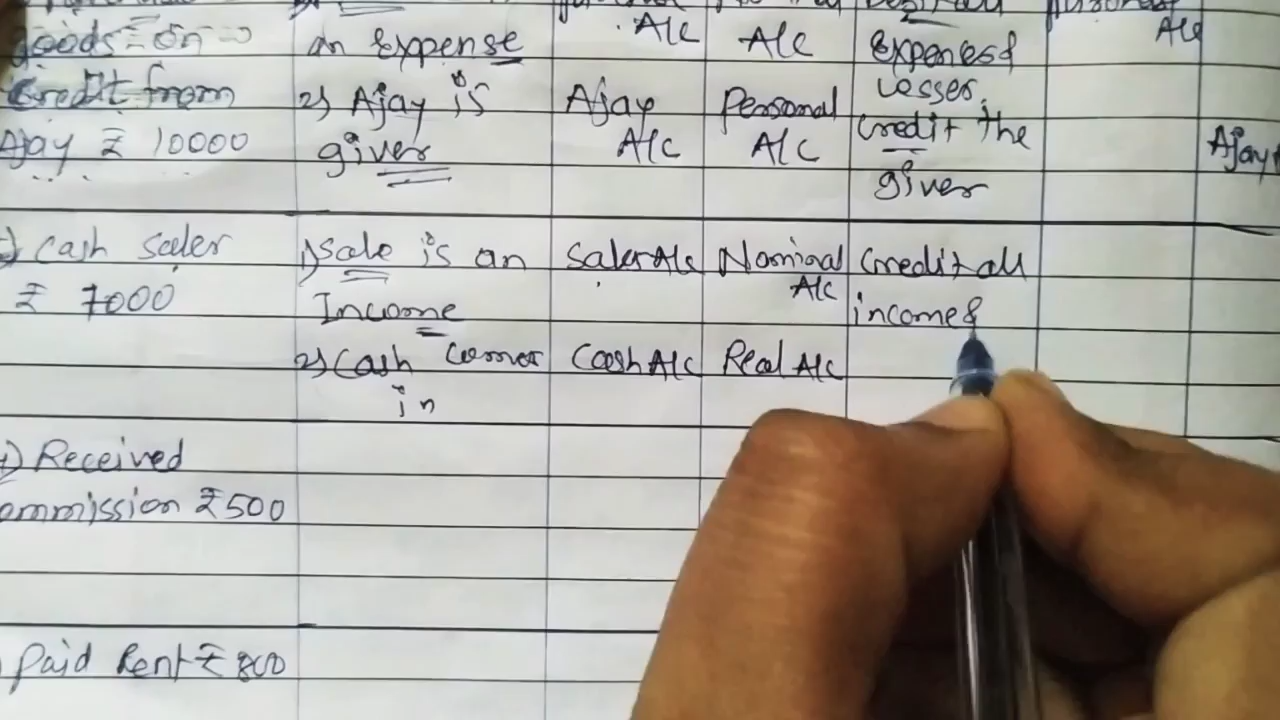 A/c
goods on
an Expense
A/c
A/c
Expenses &
Credit from
2) Ajay is
Ajay
Personal
Losses.
Ajay ₹ 10000
giver
A/c
A/c
Credit the
Ajay
giver
) Cash Sales
1) Sale is an
Sales A/c
Nominal
Credit all
₹ 7000
Income
A/c
income &
2) Cash Comes
Cash A/c
Real A/c
in
) Received
ommission ₹ 500
Paid Rent ₹ 800